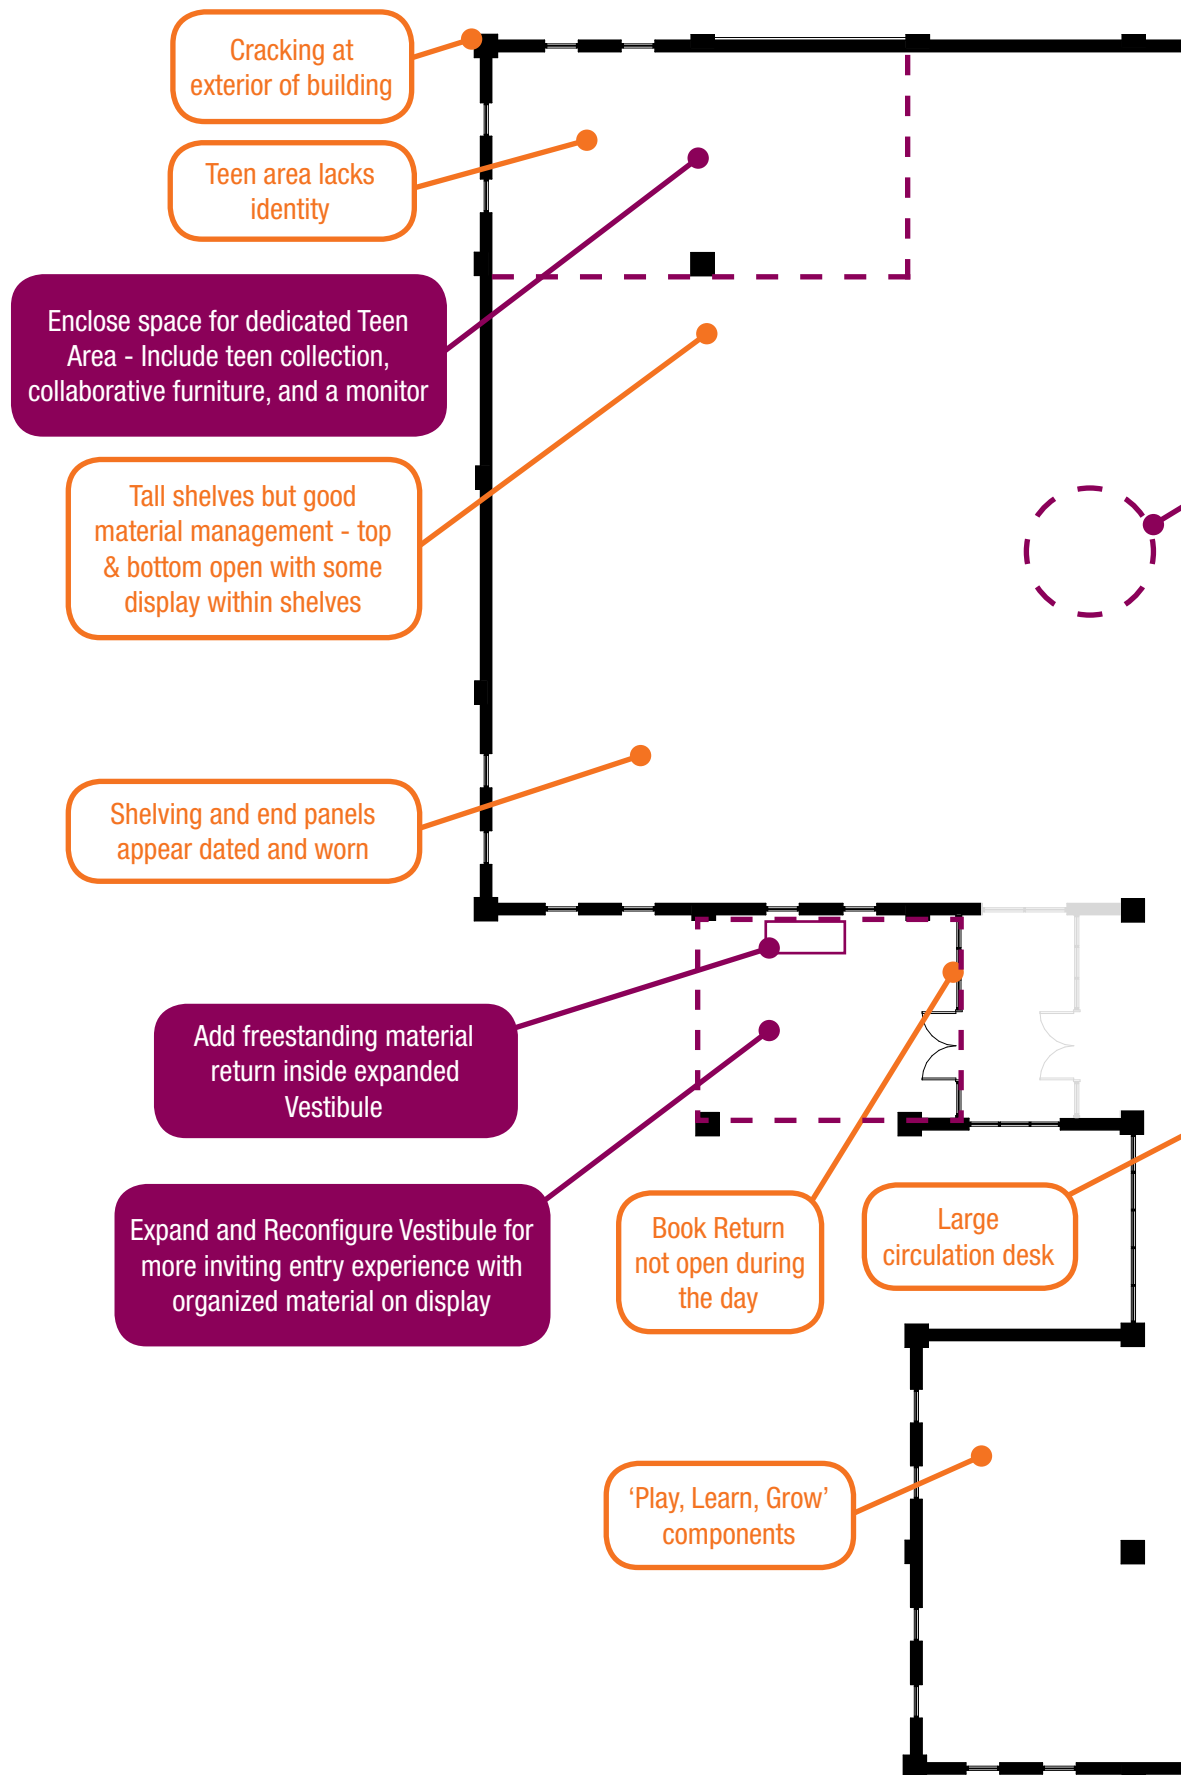 Cracking at
exterior of building
Teen area lacks
identity
Enclose space for dedicated Teen
Area - Include teen collection,
collaborative furniture, and a monitor
Tall shelves but good
material management - top
& bottom open with some
display within shelves
Shelving and end panels
appear dated and worn
Add freestanding material
return inside expanded
Vestibule
Expand and Reconfigure Vestibule for
more inviting entry experience with
organized material on display
Book Return
not open during
the day
Large
circulation desk
‘Play, Learn, Grow’
components